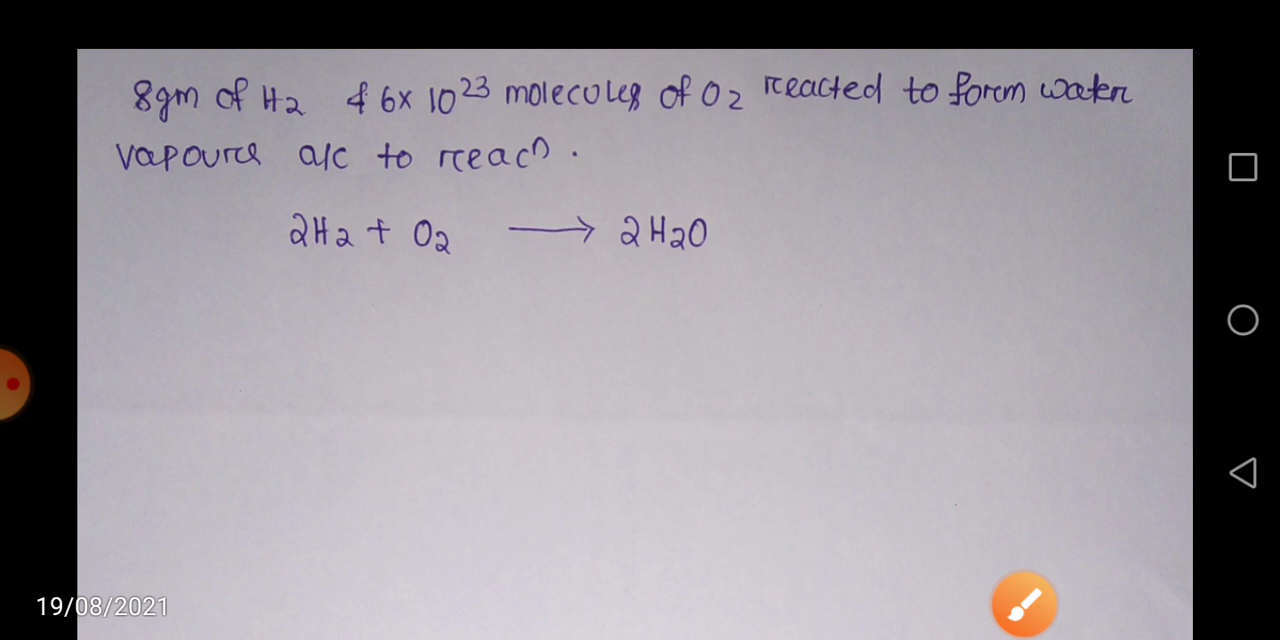 8gm of H2 & 6x 10^23 molecules of O2 reacted to form water
vapours a/c to reacn .
2H2 + O2 → 2H2O
19/08/2021